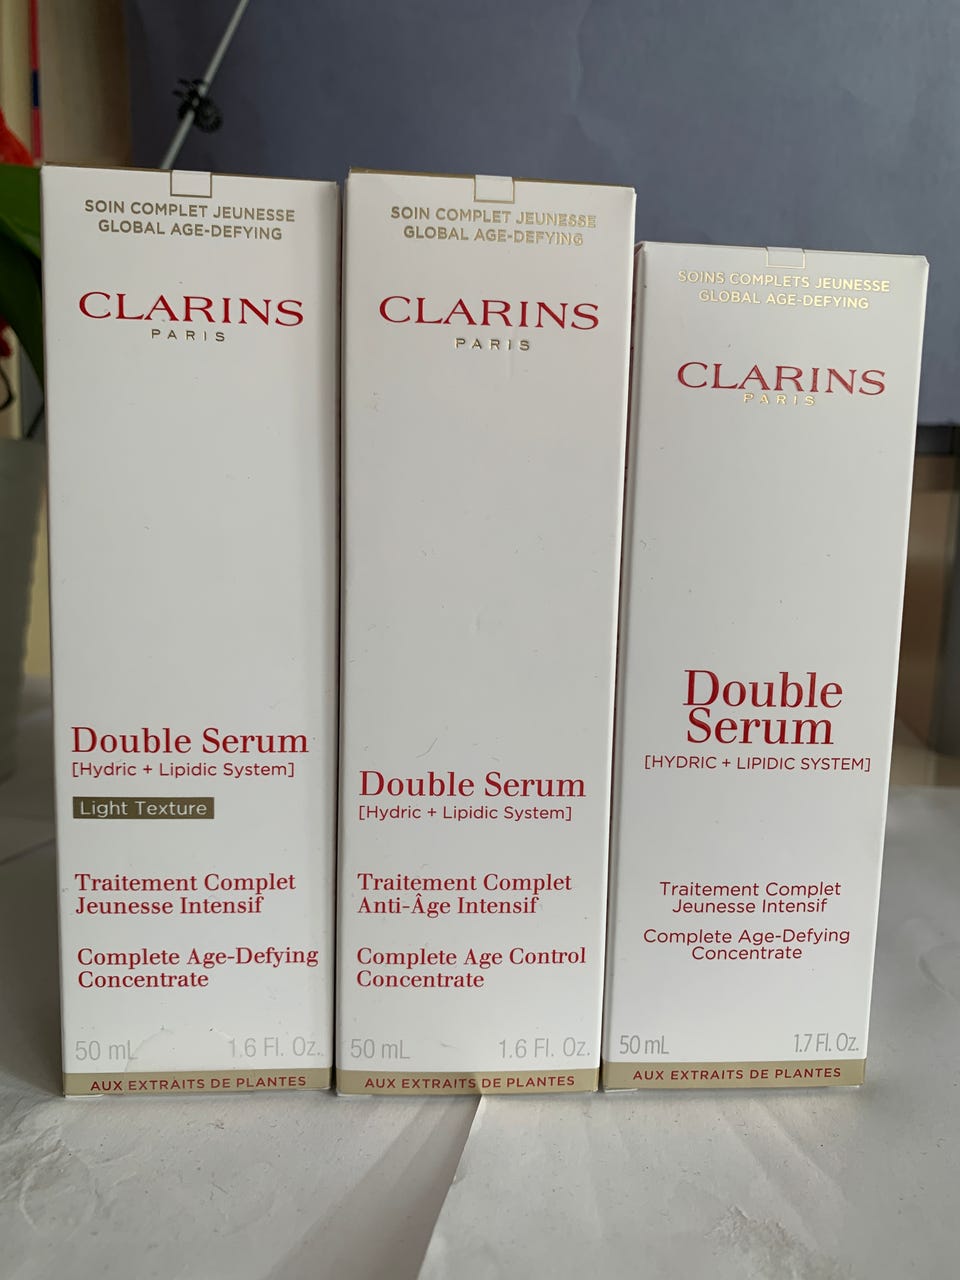 SOIN COMPLET JEUNESSE
GLOBAL AGE-DEFYING
CLARINS
PARIS
Double Serum
[Hydric + Lipidic System]
Light Texture
Traitement Complet
Jeunesse Intensif
Complete Age-Defying
Concentrate
50 mL 1.6 Fl. Oz.
AUX EXTRAITS DE PLANTES
SOIN COMPLET JEUNESSE
GLOBAL AGE-DEFYING
CLARINS
PARIS
Double Serum
[Hydric + Lipidic System]
Traitement Complet
Anti-Âge Intensif
Complete Age Control
Concentrate
50 mL 1.6 Fl. Oz.
AUX EXTRAITS DE PLANTES
SOINS COMPLETS JEUNESSE
GLOBAL AGE-DEFYING
CLARINS
PARIS
Double
Serum
[HYDRIC + LIPIDIC SYSTEM]
Traitement Complet
Jeunesse Intensif
Complete Age-Defying
Concentrate
50 mL 1.7 Fl. Oz.
AUX EXTRAITS DE PLANTES